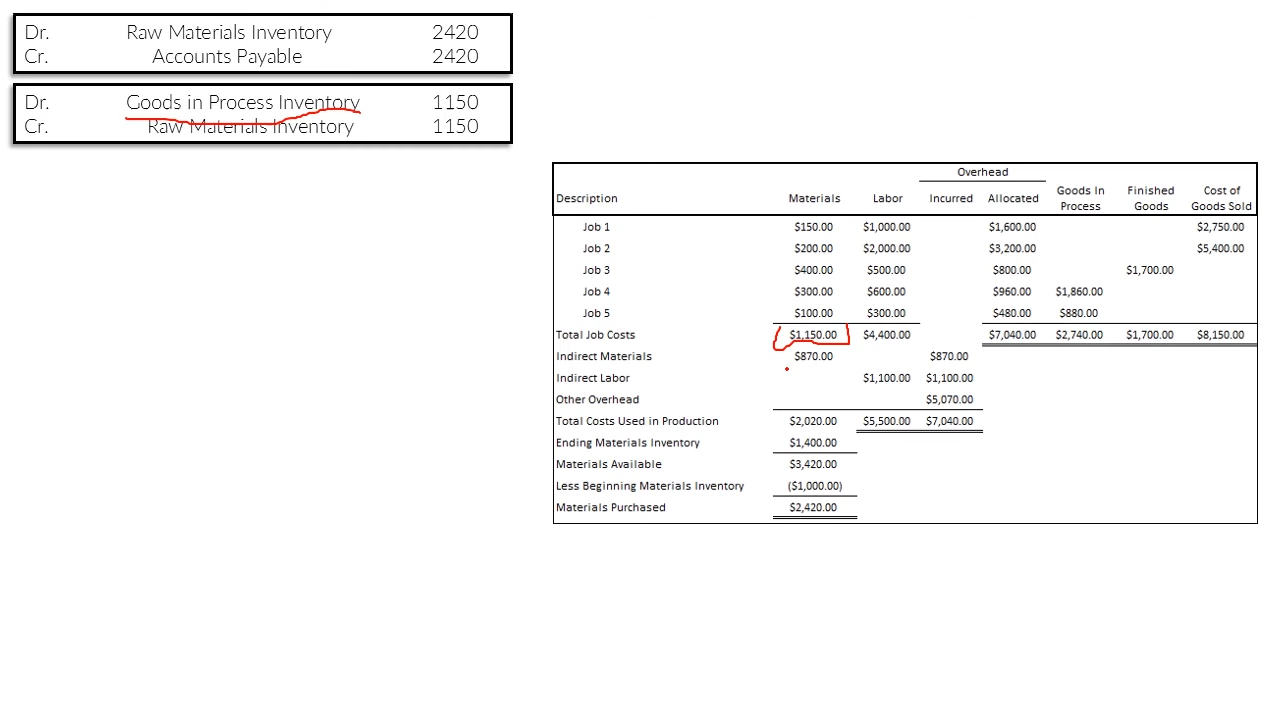 Dr. Raw Materials Inventory 2420
Cr. Accounts Payable 2420
Dr. Goods in Process Inventory 1150
Cr. Raw Materials Inventory 1150
Overhead
Description Materials Labor Incurred Allocated Goods In Process Finished Goods Cost of Goods Sold
Job 1 $150.00 $1,000.00 $1,600.00 $2,750.00
Job 2 $200.00 $2,000.00 $3,200.00 $5,400.00
Job 3 $400.00 $500.00 $800.00 $1,700.00
Job 4 $300.00 $600.00 $960.00 $1,860.00
Job 5 $100.00 $300.00 $480.00 $880.00
Total Job Costs $1,150.00 $4,400.00 $7,040.00 $2,740.00 $1,700.00 $8,150.00
Indirect Materials $870.00 $870.00
Indirect Labor $1,100.00 $1,100.00
Other Overhead $5,070.00
Total Costs Used in Production $2,020.00 $5,500.00 $7,040.00
Ending Materials Inventory $1,400.00
Materials Available $3,420.00
Less Beginning Materials Inventory ($1,000.00)
Materials Purchased $2,420.00